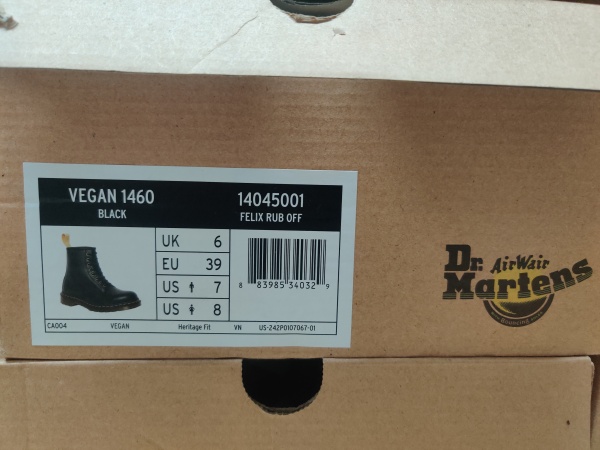 VEGAN 1460
BLACK
14045001
FELIX RUB OFF
UK 6
EU 39
US 7
US 8
8 83985 34032 9
CA004 VEGAN Heritage Fit VN US-242P0107067-01
Dr. AirWair
Martens